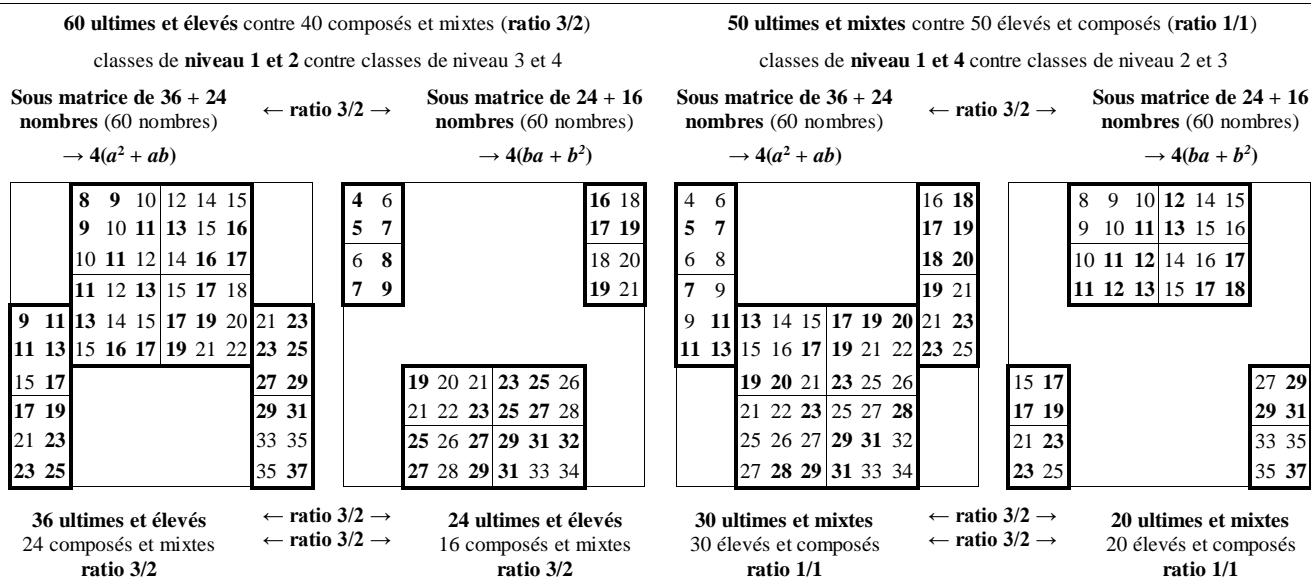 60 ultimes et élevés contre 40 composés et mixtes (ratio 3/2)
classes de niveau 1 et 2 contre classes de niveau 3 et 4
Sous matrice de 36 + 24 nombres (60 nombres)
← ratio 3/2 →
Sous matrice de 24 + 16 nombres (60 nombres)
→ 4(a² + ab)
→ 4(ba + b²)
8 9 10 12 14 15
9 10 11 13 15 16
10 11 12 14 16 17
11 12 13 15 17 18
9 11 13 14 15 17 19 20 21 23
11 13 15 16 17 19 21 22 23 25
15 17 27 29
17 19 29 31
21 23 33 35
23 25 35 37
4 6 16 18
5 7 17 19
6 8 18 20
7 9 19 21
19 20 21 23 25 26
21 22 23 25 27 28
25 26 27 29 31 32
27 28 29 31 33 34
36 ultimes et élevés
24 composés et mixtes
ratio 3/2
← ratio 3/2 →
← ratio 3/2 →
24 ultimes et élevés
16 composés et mixtes
ratio 3/2
50 ultimes et mixtes contre 50 élevés et composés (ratio 1/1)
classes de niveau 1 et 4 contre classes de niveau 2 et 3
Sous matrice de 36 + 24 nombres (60 nombres)
← ratio 3/2 →
Sous matrice de 24 + 16 nombres (60 nombres)
→ 4(a² + ab)
→ 4(ba + b²)
4 6 16 18
5 7 17 19
6 8 18 20
7 9 19 21
9 11 13 14 15 17 19 20 21 23
11 13 15 16 17 19 21 22 23 25
19 20 21 23 25 26
21 22 23 25 27 28
25 26 27 29 31 32
27 28 29 31 33 34
8 9 10 12 14 15
9 10 11 13 15 16
10 11 12 14 16 17
11 12 13 15 17 18
15 17 27 29
17 19 29 31
21 23 33 35
23 25 35 37
30 ultimes et mixtes
30 élevés et composés
ratio 1/1
← ratio 3/2 →
← ratio 3/2 →
20 ultimes et mixtes
20 élevés et composés
ratio 1/1